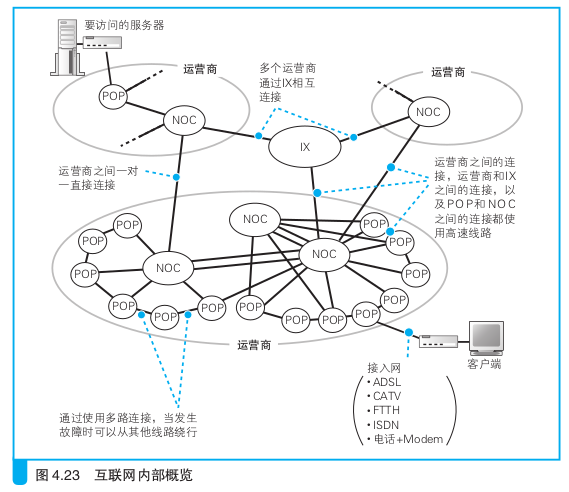 要访问的服务器
运营商
POP
NOC
多个运营商
通过IX相互
连接
IX
运营商
NOC
运营商之间一对
一直接连接
运营商之间的连
接，运营商和IX
之间的连接，以
及POP和NOC
之间的连接都使
用高速线路
POP
POP
POP
NOC
POP
POP
POP
NOC
NOC
POP
POP
POP
POP
POP
POP
POP
POP
运营商
客户端
接入网
・ADSL
・CATV
・FTTH
・ISDN
・电话+Modem
通过使用多路连接，当发生
故障时可以从其他线路绕行
图 4.23 互联网内部概览